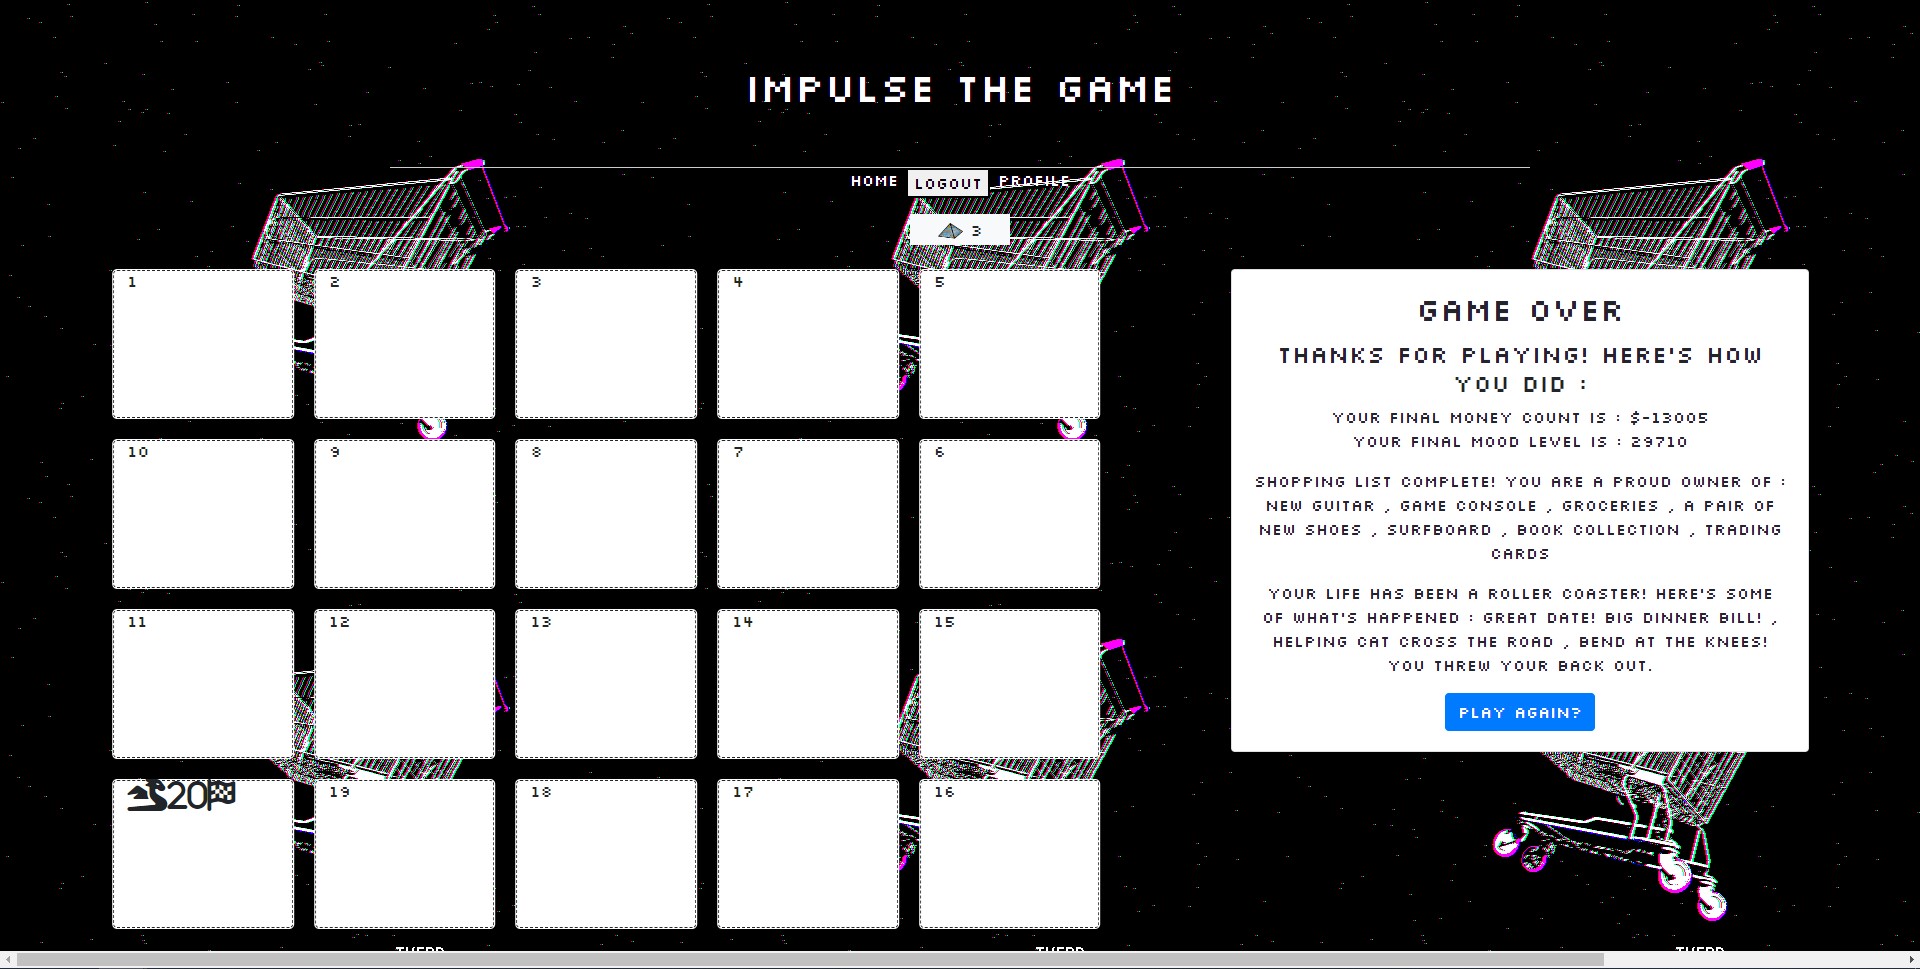 IMPULSE THE GAME
HOME LOGOUT PROFILE
3
1 2 3 4 5
10 9 8 7 6
11 12 13 14 15
20 19 18 17 16
GAME OVER
THANKS FOR PLAYING! HERE'S HOW
YOU DID :
YOUR FINAL MONEY COUNT IS : $-13005
YOUR FINAL MOOD LEVEL IS : 29710
SHOPPING LIST COMPLETE! YOU ARE A PROUD OWNER OF :
NEW GUITAR , GAME CONSOLE , GROCERIES , A PAIR OF
NEW SHOES , SURFBOARD , BOOK COLLECTION , TRADING
CARDS
YOUR LIFE HAS BEEN A ROLLER COASTER! HERE'S SOME
OF WHAT'S HAPPENED : GREAT DATE! BIG DINNER BILL! ,
HELPING CAT CROSS THE ROAD , BEND AT THE KNEES!
YOU THREW YOUR BACK OUT.
PLAY AGAIN?